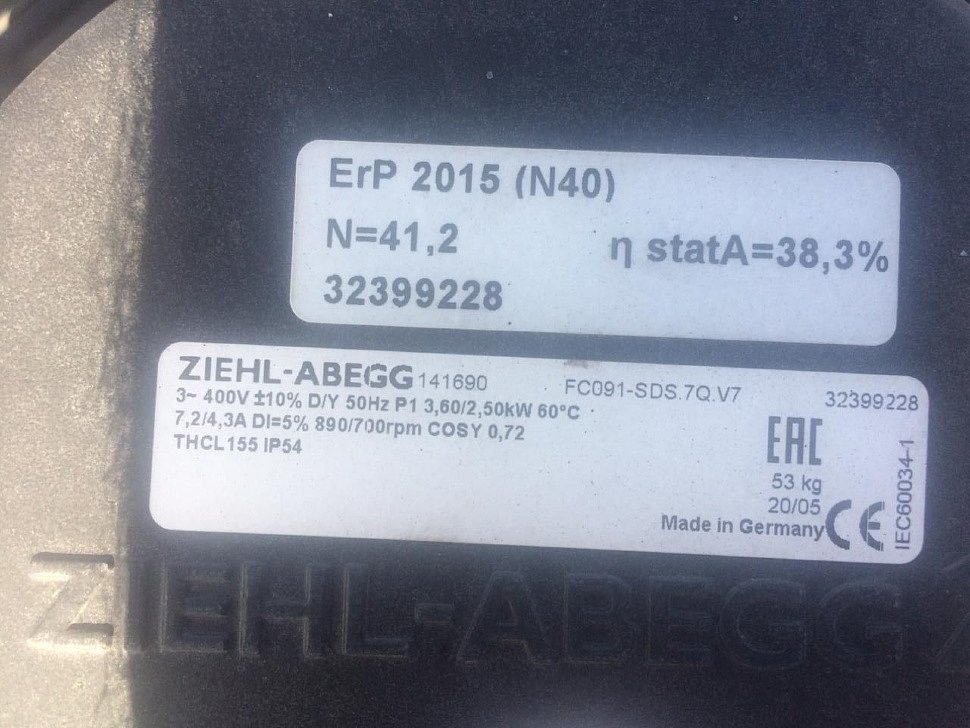 ErP 2015 (N40)
N=41,2 η statA=38,3%
32399228
ZIEHL-ABEGG 141690 FC091-SDS.7Q.V7 32399228
3~ 400V ±10% D/Y 50Hz P1 3,60/2,50kW 60°C
7,2/4,3A DI=5% 890/700rpm COSY 0,72
THCL155 IP54
EAC
53 kg
20/05
Made in Germany CE
IEC60034-1
ZIEHL-ABEGG